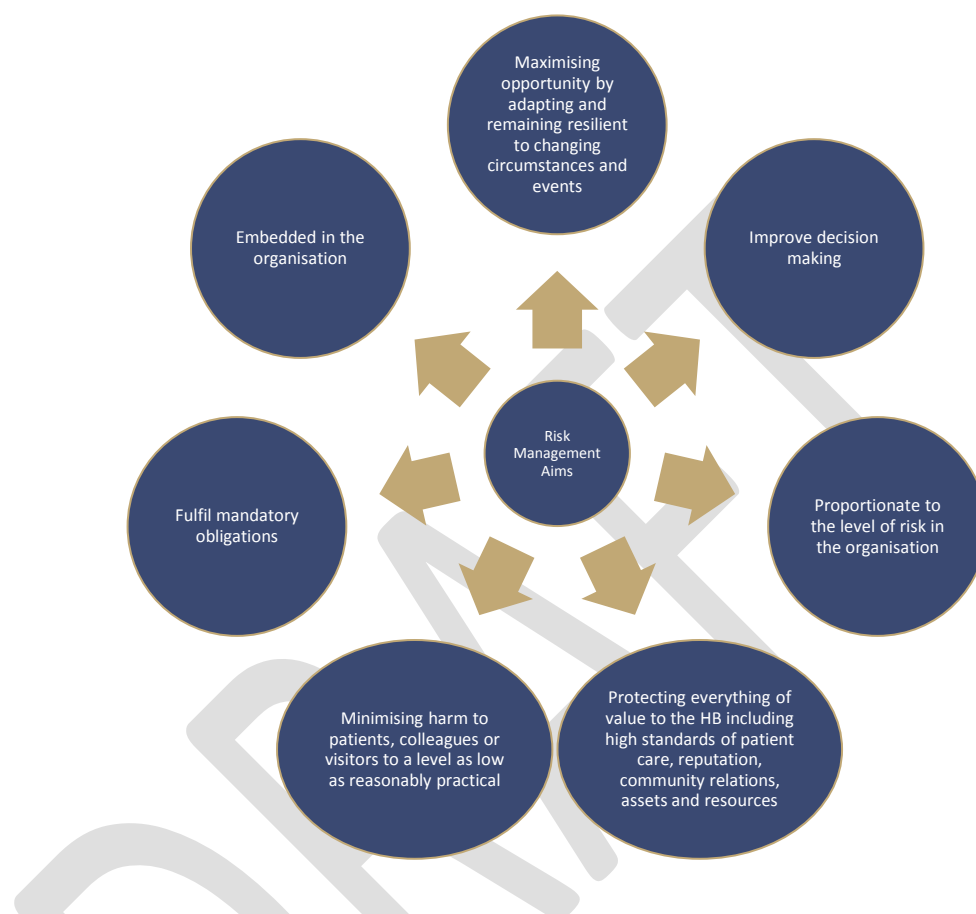 Maximising
opportunity by
adapting and
remaining resilient
to changing
circumstances and
events
Improve decision
making
Proportionate to
the level of risk in
the organisation
Protecting everything of
value to the HB including
high standards of patient
care, reputation,
community relations,
assets and resources
Minimising harm to
patients, colleagues or
visitors to a level as low
as reasonably practical
Fulfil mandatory
obligations
Embedded in the
organisation
Risk
Management
Aims
DRAFT